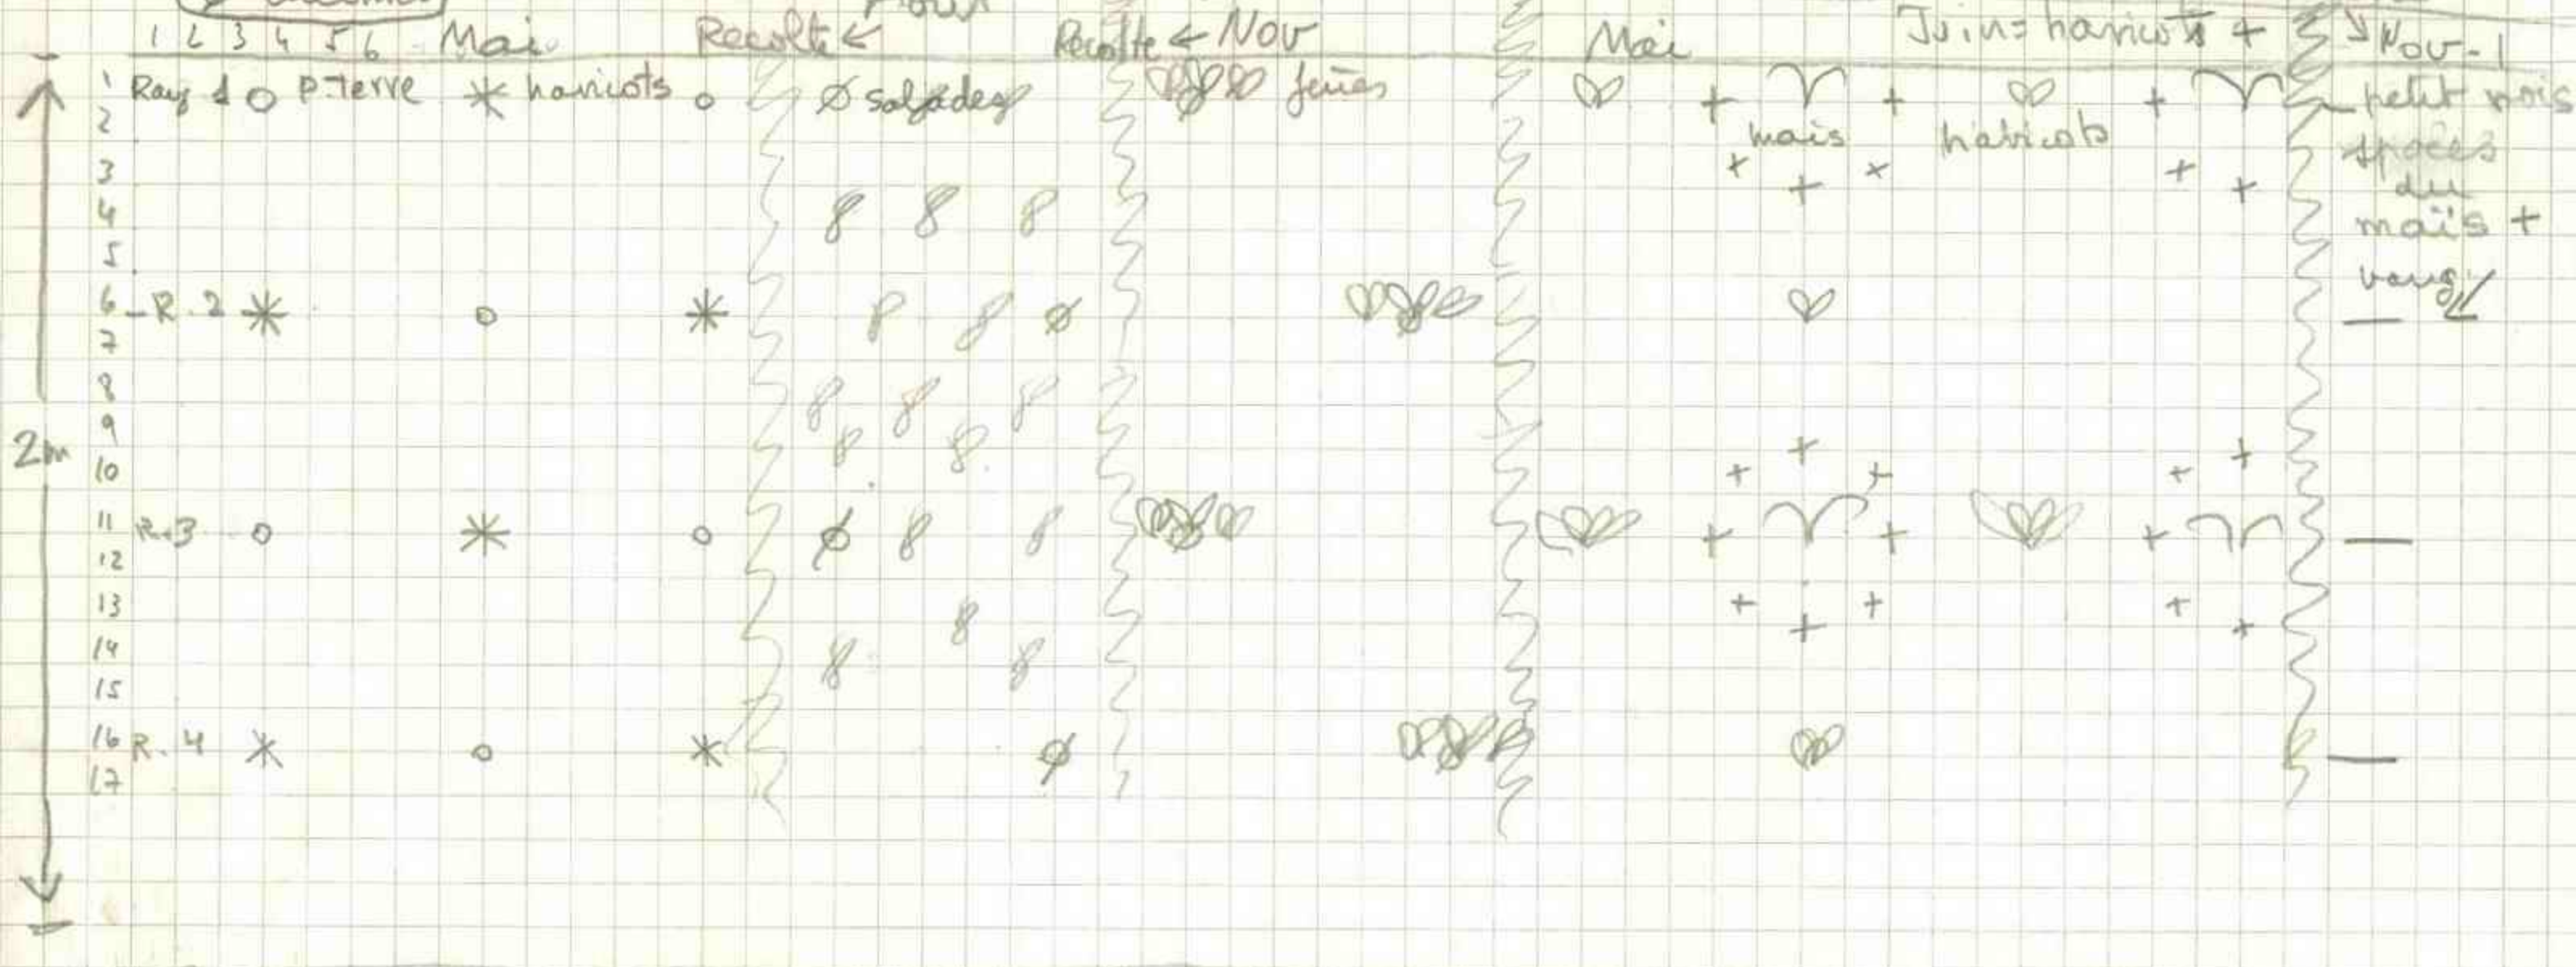 1 2 3 4 5 6 Mai Recolte ← Recolte ← Nov Mai Juin = haricots + Nov-
1 Rang 1 o P-Terre * haricots o Ø salades fèves + mais + haricots + petit pois
2
3 du
4 maïs +
5
6 - R. 2
7
8
9
2m
10
11 R.3
12
13
14
15
16 R. 4
17